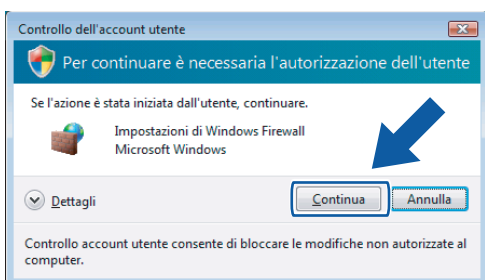 Controllo dell'account utente
Per continuare è necessaria l'autorizzazione dell'utente
Se l'azione è stata iniziata dall'utente, continuare.
Impostazioni di Windows Firewall
Microsoft Windows
Dettagli
Continua
Annulla
Controllo account utente consente di bloccare le modifiche non autorizzate al
computer.